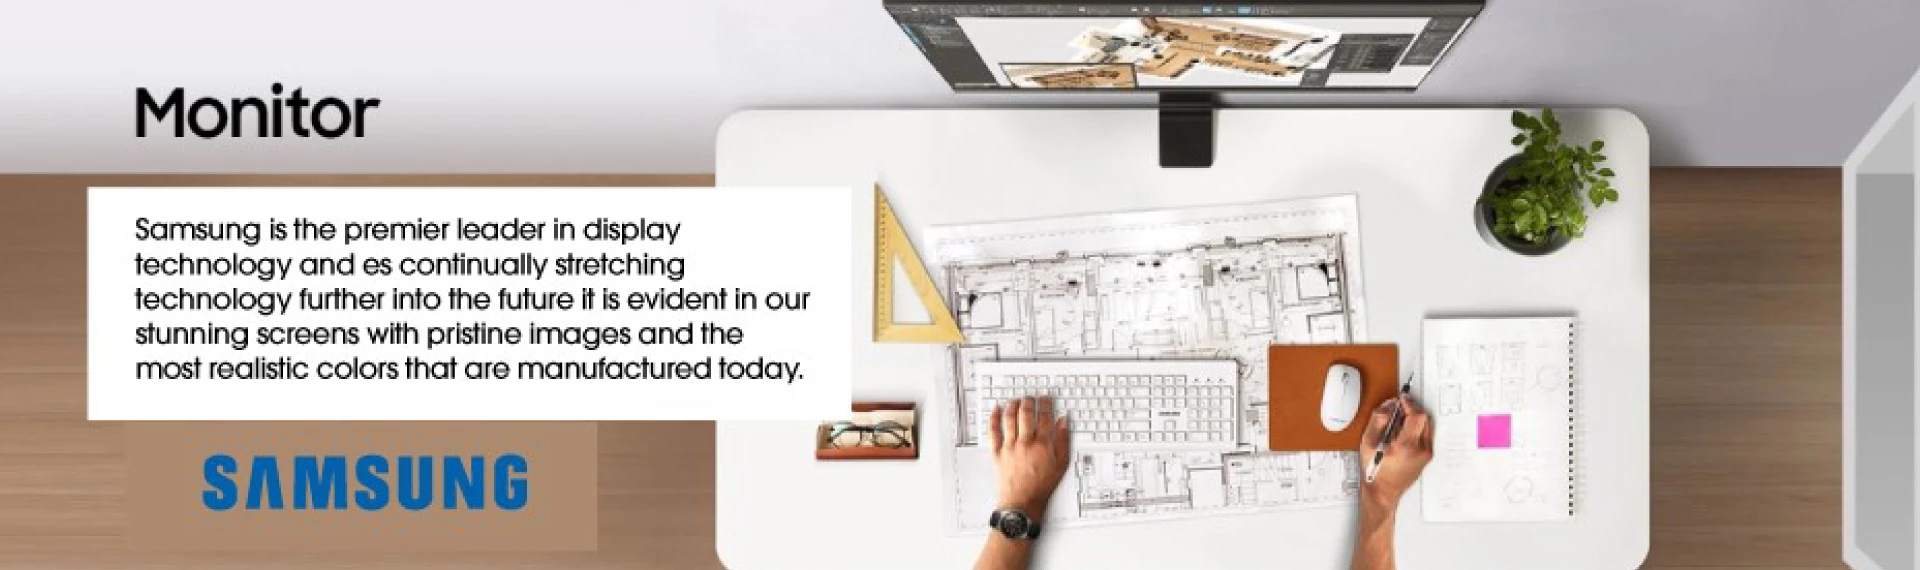 Monitor
Samsung is the premier leader in display
technology and es continually stretching
technology further into the future it is evident in our
stunning screens with pristine images and the
most realistic colors that are manufactured today.
SAMSUNG